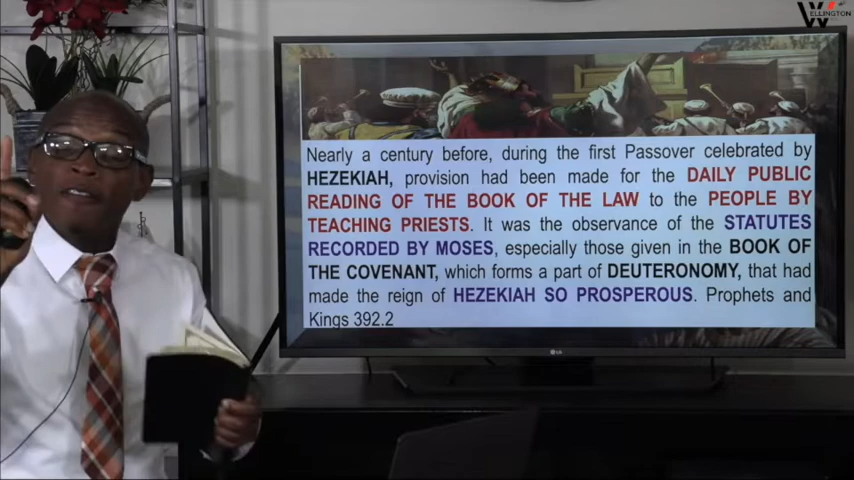 WELLINGTON
Nearly a century before, during the first Passover celebrated by
HEZEKIAH, provision had been made for the DAILY PUBLIC
READING OF THE BOOK OF THE LAW to the PEOPLE BY
TEACHING PRIESTS. It was the observance of the STATUTES
RECORDED BY MOSES, especially those given in the BOOK OF
THE COVENANT, which forms a part of DEUTERONOMY, that had
made the reign of HEZEKIAH SO PROSPEROUS. Prophets and
Kings 392.2
LG